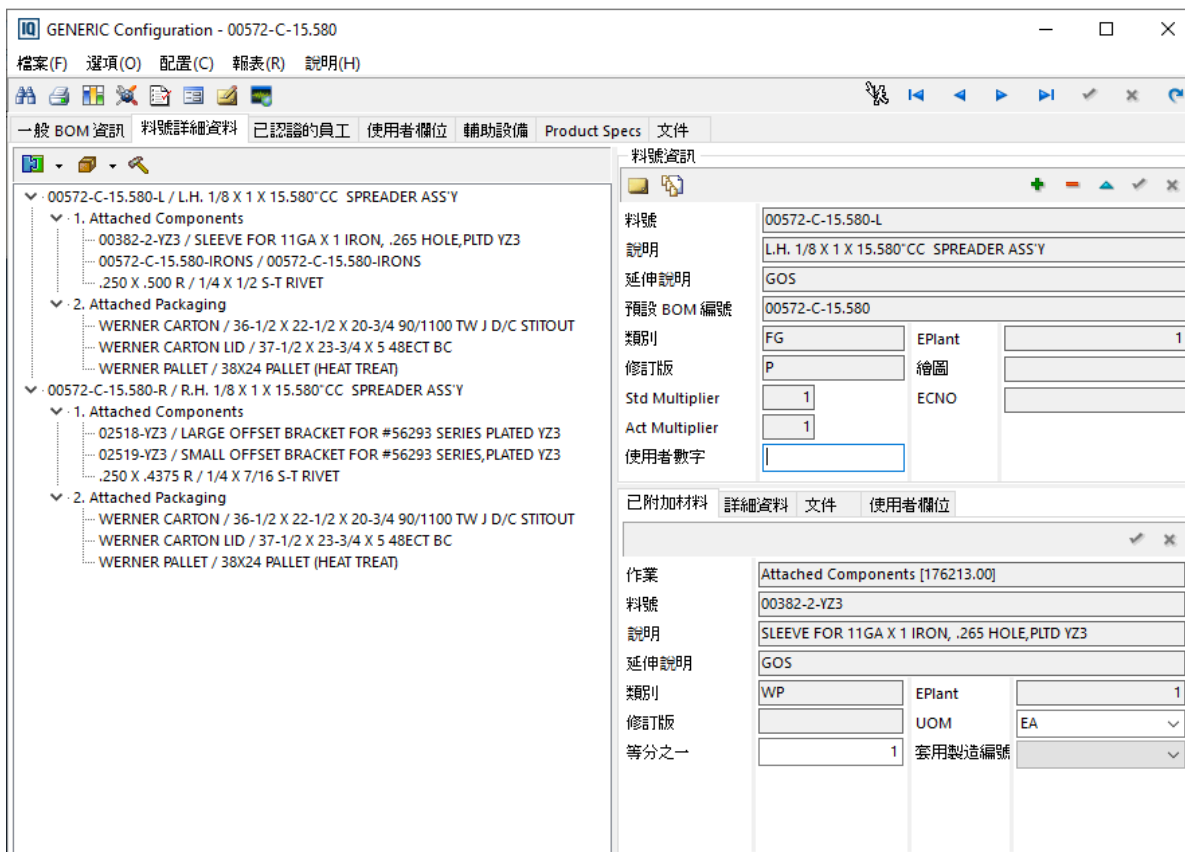 IQ GENERIC Configuration - 00572-C-15.580
檔案(F) 選項(O) 配置(C) 報表(R) 說明(H)
一般 BOM 資訊 料號詳細資料 已認證的員工 使用者欄位 輔助設備 Product Specs 文件
00572-C-15.580-L / L.H. 1/8 X 1 X 15.580"CC SPREADER ASS'Y
1. Attached Components
00382-2-YZ3 / SLEEVE FOR 11GA X 1 IRON, .265 HOLE,PLTD YZ3
00572-C-15.580-IRONS / 00572-C-15.580-IRONS
.250 X .500 R / 1/4 X 1/2 S-T RIVET
2. Attached Packaging
WERNER CARTON / 36-1/2 X 22-1/2 X 20-3/4 90/1100 TW J D/C STITOUT
WERNER CARTON LID / 37-1/2 X 23-3/4 X 5 48ECT BC
WERNER PALLET / 38X24 PALLET (HEAT TREAT)
00572-C-15.580-R / R.H. 1/8 X 1 X 15.580"CC SPREADER ASS'Y
1. Attached Components
02518-YZ3 / LARGE OFFSET BRACKET FOR #56293 SERIES PLATED YZ3
02519-YZ3 / SMALL OFFSET BRACKET FOR #56293 SERIES,PLATED YZ3
.250 X .4375 R / 1/4 X 7/16 S-T RIVET
2. Attached Packaging
WERNER CARTON / 36-1/2 X 22-1/2 X 20-3/4 90/1100 TW J D/C STITOUT
WERNER CARTON LID / 37-1/2 X 23-3/4 X 5 48ECT BC
WERNER PALLET / 38X24 PALLET (HEAT TREAT)
料號資訊
料號 00572-C-15.580-L
說明 L.H. 1/8 X 1 X 15.580"CC SPREADER ASS'Y
延伸說明 GOS
預設 BOM 編號 00572-C-15.580
類別 FG EPlant 1
修訂版 P 繪圖
Std Multiplier 1 ECNO
Act Multiplier 1
使用者數字
已附加材料 詳細資料 文件 使用者欄位
作業 Attached Components [176213.00]
料號 00382-2-YZ3
說明 SLEEVE FOR 11GA X 1 IRON, .265 HOLE,PLTD YZ3
延伸說明 GOS
類別 WP EPlant 1
修訂版 UOM EA
等分之一 1 套用製造編號